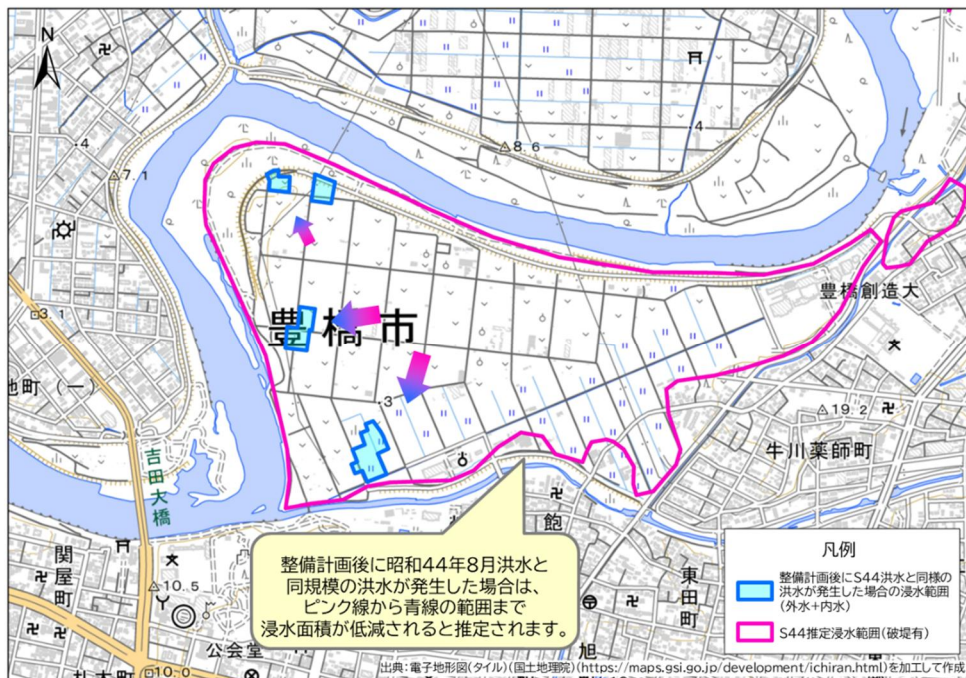 N
.4
△7.1
△8.6
.4
豊橋創造大
□3.1
豊橋市
.3
△19.2
牛川薬師町
池町(一)
吉田大橋
飽
関屋町
△10.5
東田町
公会堂
旭
札木町
□10.0
整備計画後に昭和44年8月洪水と
同規模の洪水が発生した場合は、
ピンク線から青線の範囲まで
浸水面積が低減されると推定されます。
凡例
整備計画後にS44洪水と同様の
洪水が発生した場合の浸水範囲
(外水+内水)
S44推定浸水範囲(破堤有)
出典:電子地形図(タイル)(国土地理院)(https://maps.gsi.go.jp/development/ichiran.html)を加工して作成